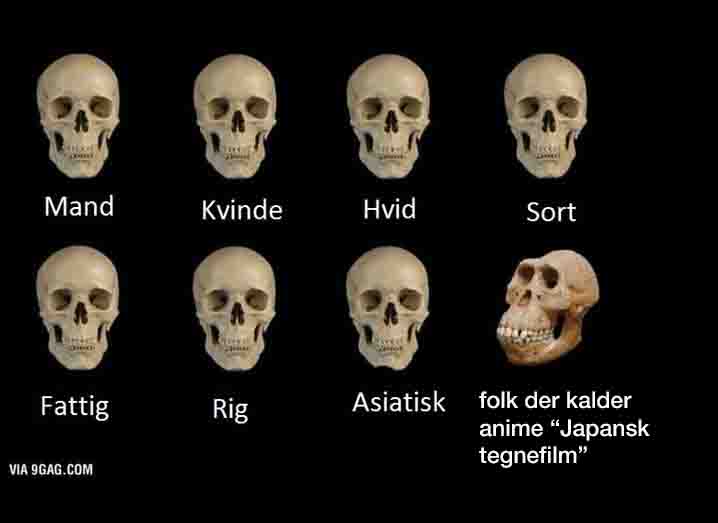 Mand
Kvinde
Hvid
Sort
Fattig
Rig
Asiatisk
folk der kalder
anime “Japansk
tegnefilm”
VIA 9GAG.COM